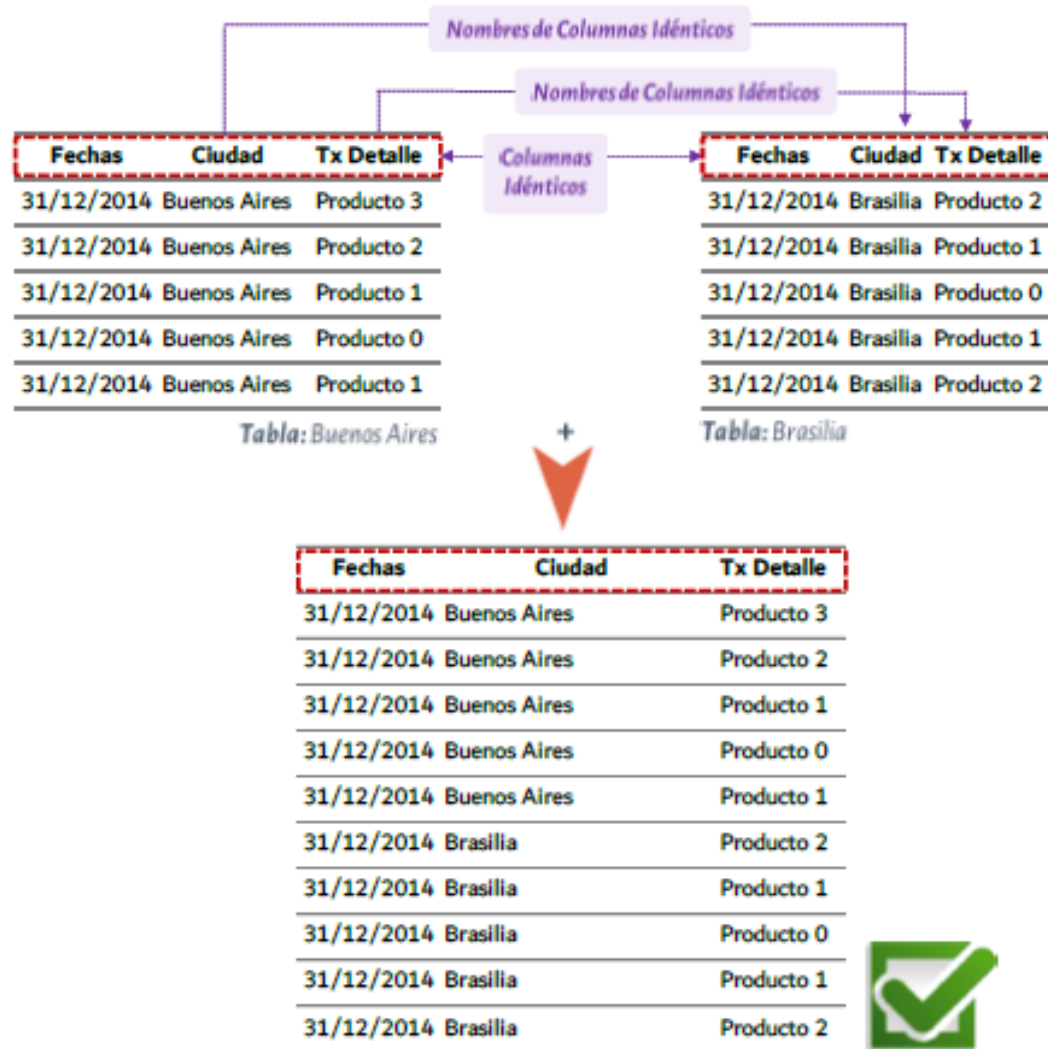 Nombres de Columnas Idénticos
Nombres de Columnas Idénticos
Columnas
Idénticos
Fechas Ciudad Tx Detalle
31/12/2014 Buenos Aires Producto 3
31/12/2014 Buenos Aires Producto 2
31/12/2014 Buenos Aires Producto 1
31/12/2014 Buenos Aires Producto 0
31/12/2014 Buenos Aires Producto 1
Tabla: Buenos Aires
+
Fechas Ciudad Tx Detalle
31/12/2014 Brasilia Producto 2
31/12/2014 Brasilia Producto 1
31/12/2014 Brasilia Producto 0
31/12/2014 Brasilia Producto 1
31/12/2014 Brasilia Producto 2
Tabla: Brasilia
Fechas Ciudad Tx Detalle
31/12/2014 Buenos Aires Producto 3
31/12/2014 Buenos Aires Producto 2
31/12/2014 Buenos Aires Producto 1
31/12/2014 Buenos Aires Producto 0
31/12/2014 Buenos Aires Producto 1
31/12/2014 Brasilia Producto 2
31/12/2014 Brasilia Producto 1
31/12/2014 Brasilia Producto 0
31/12/2014 Brasilia Producto 1
31/12/2014 Brasilia Producto 2